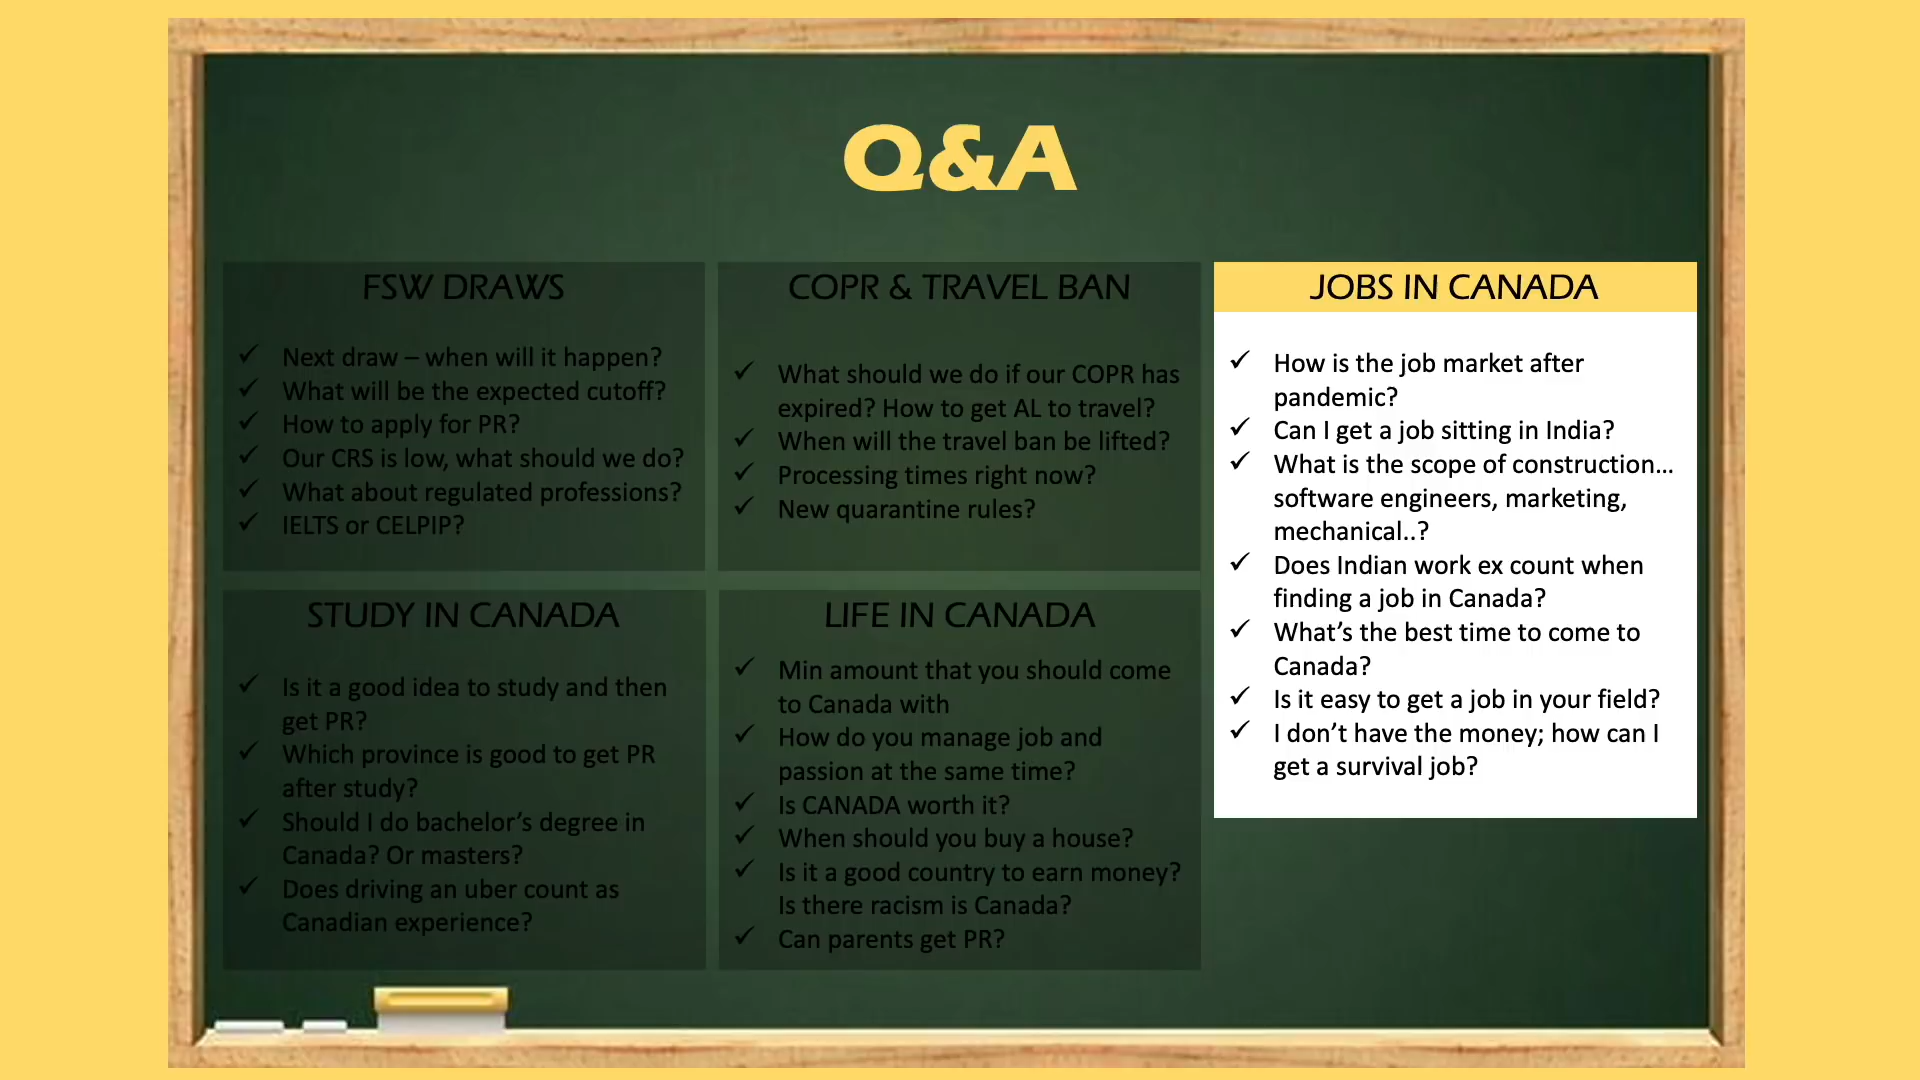 Q&A
FSW DRAWS
Next draw – when will it happen?
What will be the expected cutoff?
How to apply for PR?
Our CRS is low, what should we do?
What about regulated professions?
IELTS or CELPIP?
COPR & TRAVEL BAN
What should we do if our COPR has
expired? How to get AL to travel?
When will the travel ban be lifted?
Processing times right now?
New quarantine rules?
JOBS IN CANADA
How is the job market after
pandemic?
Can I get a job sitting in India?
What is the scope of construction...
software engineers, marketing,
mechanical..?
Does Indian work ex count when
finding a job in Canada?
What’s the best time to come to
Canada?
Is it easy to get a job in your field?
I don’t have the money; how can I
get a survival job?
STUDY IN CANADA
Is it a good idea to study and then
get PR?
Which province is good to get PR
after study?
Should I do bachelor’s degree in
Canada? Or masters?
Does driving an uber count as
Canadian experience?
LIFE IN CANADA
Min amount that you should come
to Canada with
How do you manage job and
passion at the same time?
Is CANADA worth it?
When should you buy a house?
Is it a good country to earn money?
Is there racism is Canada?
Can parents get PR?